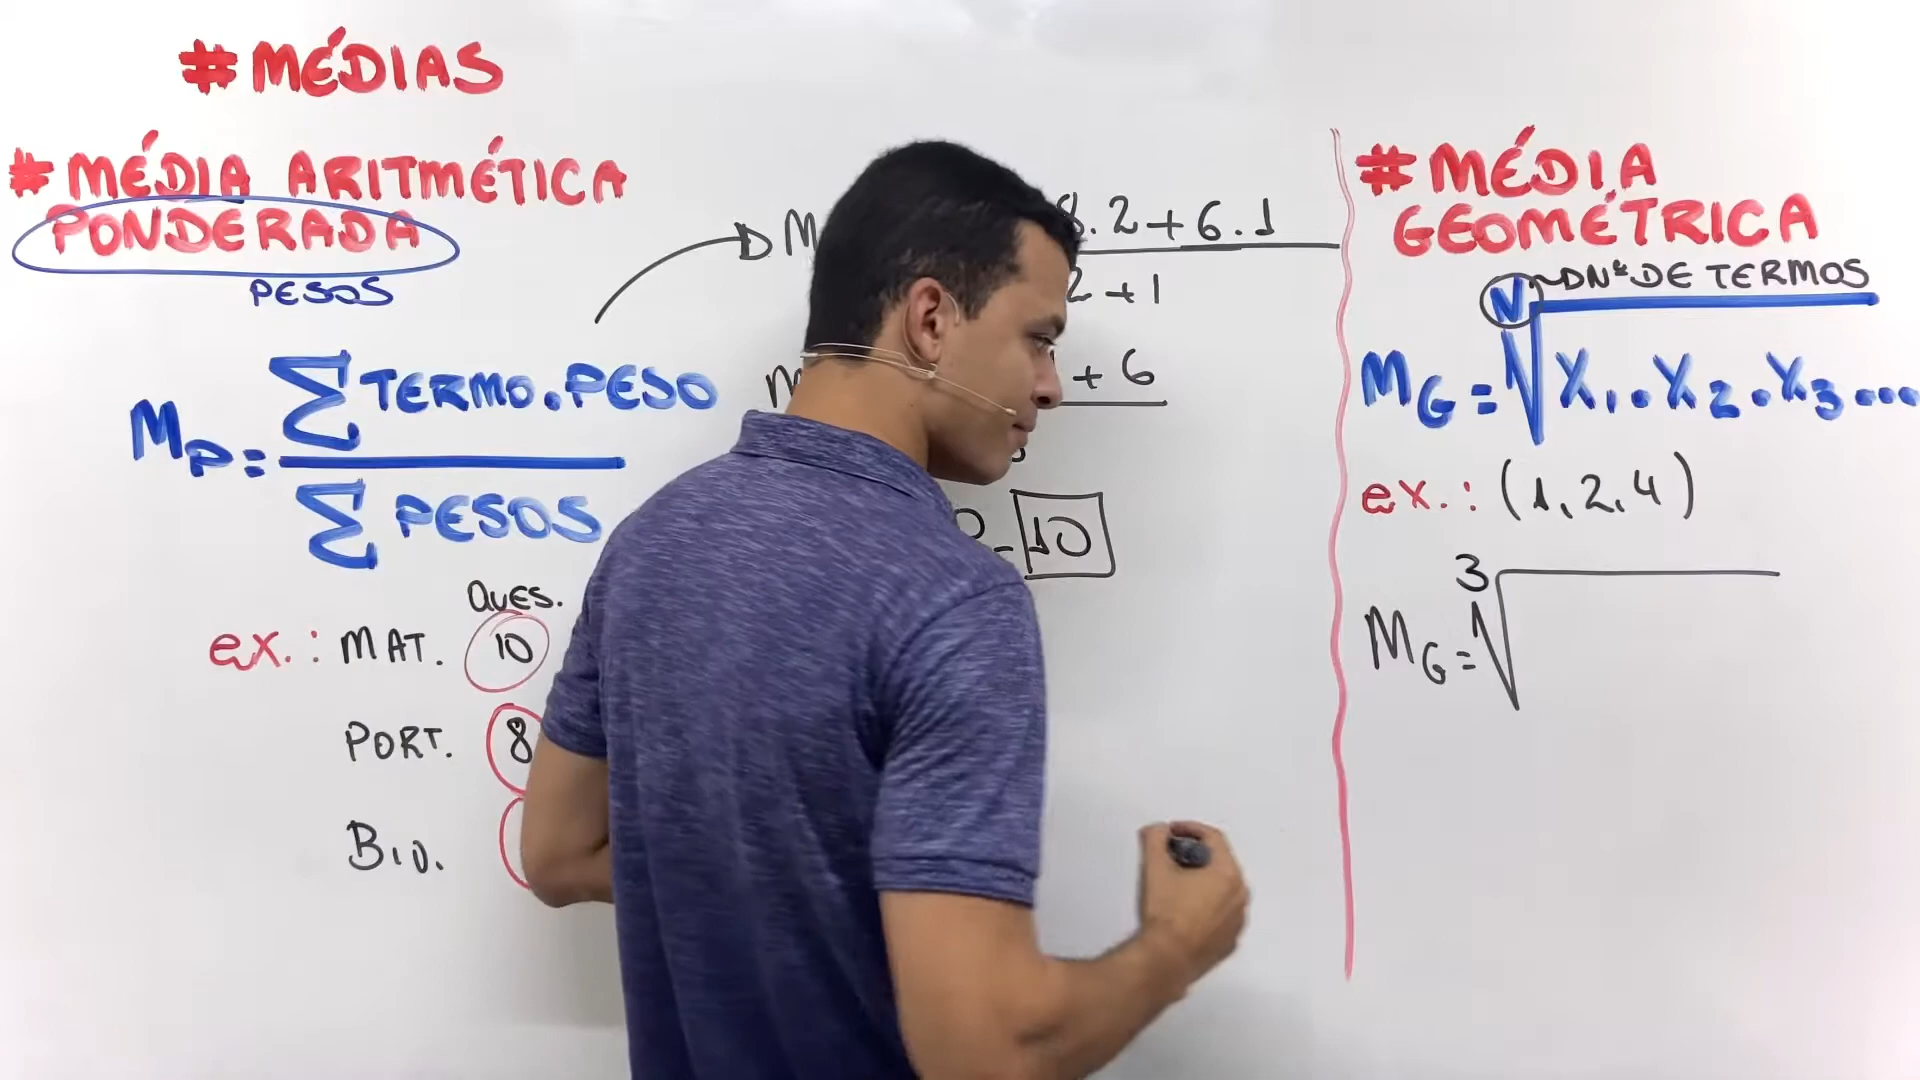 #MÉDIAS
#MÉDIA ARITMÉTICA
PONDERADA
PESOS
MP= ∑ TERMO.PESO
∑ PESOS
QUES.
ex.: MAT. 10
PORT. 8
BIO.
M 8.2+6.1
2+1
+ 6
10
#MÉDIA
GEOMÉTRICA
Nº DE TERMOS
N
MG= √ X1.X2.X3...
ex.: (1,2,4)
3
MG= √